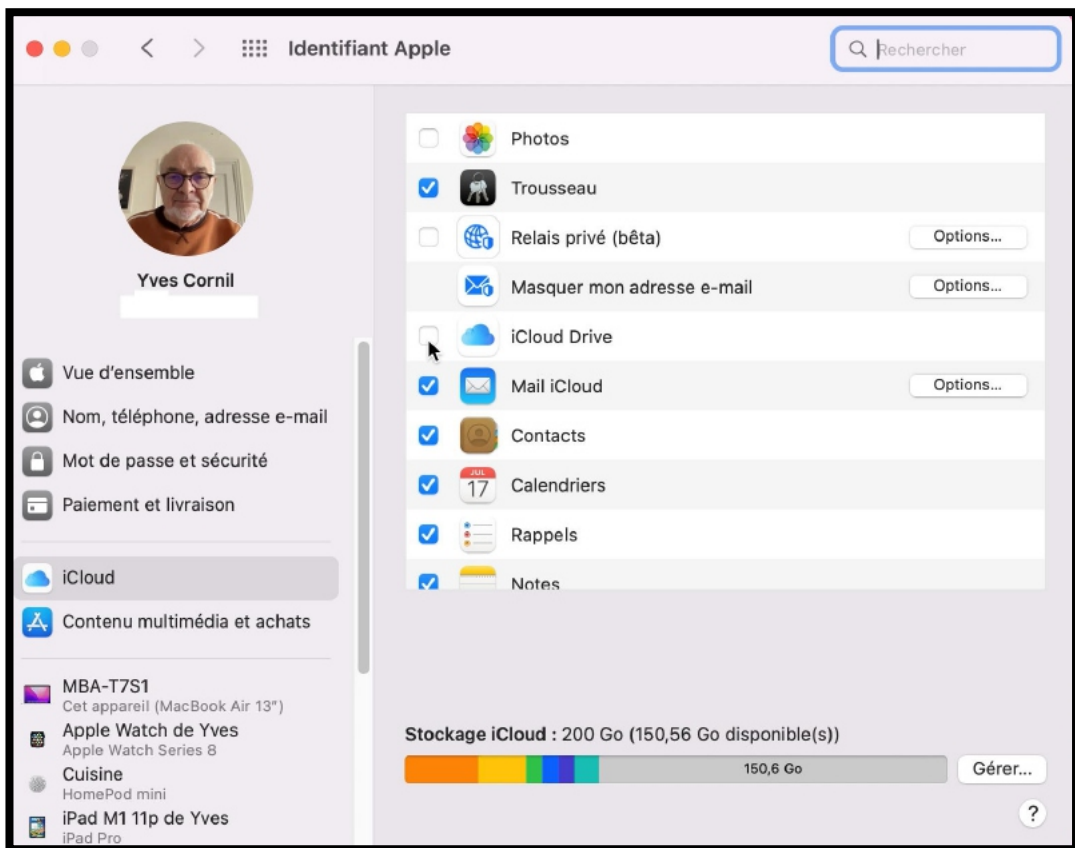 Identifiant Apple
Rechercher
Yves Cornil
Vue d'ensemble
Nom, téléphone, adresse e-mail
Mot de passe et sécurité
Paiement et livraison
iCloud
Contenu multimédia et achats
MBA-T7S1
Cet appareil (MacBook Air 13")
Apple Watch de Yves
Apple Watch Series 8
Cuisine
HomePod mini
iPad M1 11p de Yves
iPad Pro
Photos
Trousseau
Relais privé (bêta) Options...
Masquer mon adresse e-mail Options...
iCloud Drive
Mail iCloud Options...
Contacts
JUL
17 Calendriers
Rappels
Notes
Stockage iCloud : 200 Go (150,56 Go disponible(s))
150,6 Go Gérer...
?